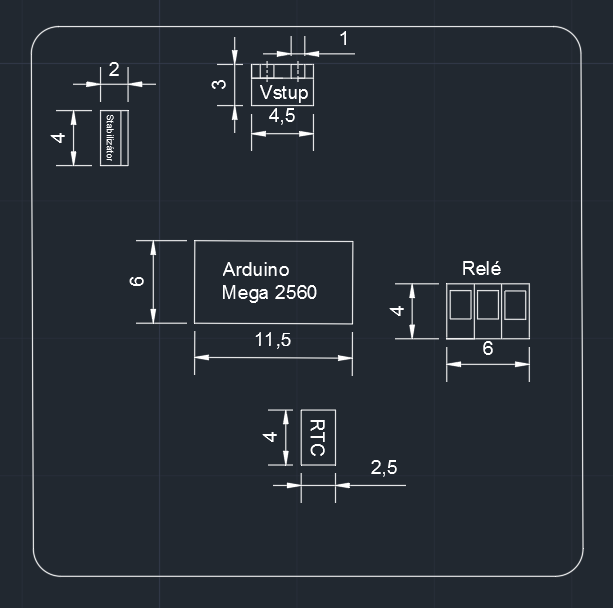 1
2
3
Vstup
4,5
4
Stabilizátor
6
Arduino
Mega 2560
11,5
Relé
4
6
4
RTC
2,5